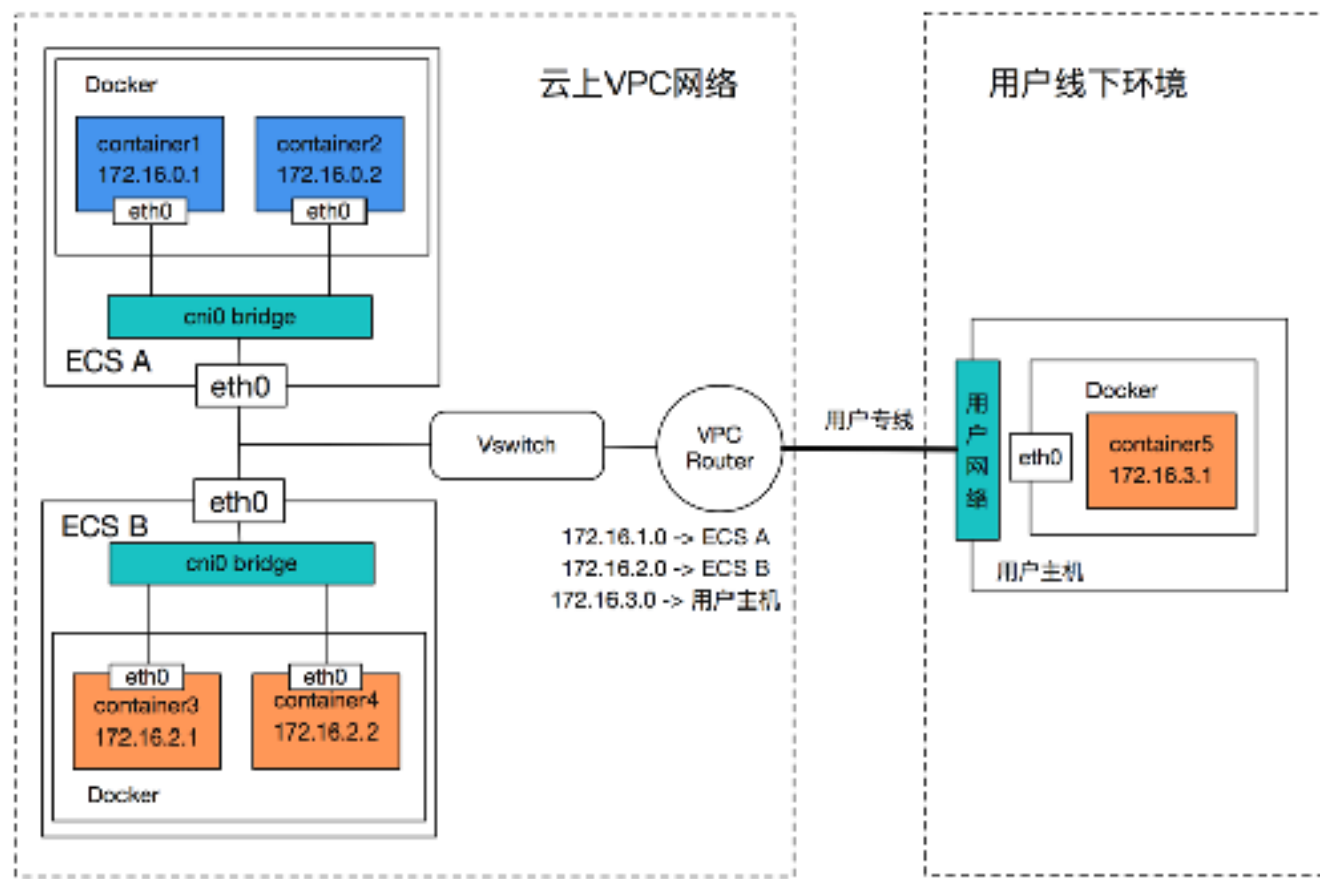 云上VPC网络
用户线下环境
Docker
container1
172.16.0.1
eth0
container2
172.16.0.2
eth0
cni0 bridge
ECS A
eth0
Vswitch
VPC
Router
用户专线
172.16.1.0 -> ECS A
172.16.2.0 -> ECS B
172.16.3.0 -> 用户主机
eth0
ECS B
cni0 bridge
eth0
container3
172.16.2.1
eth0
container4
172.16.2.2
Docker
用户网络
eth0
Docker
container5
172.16.3.1
用户主机